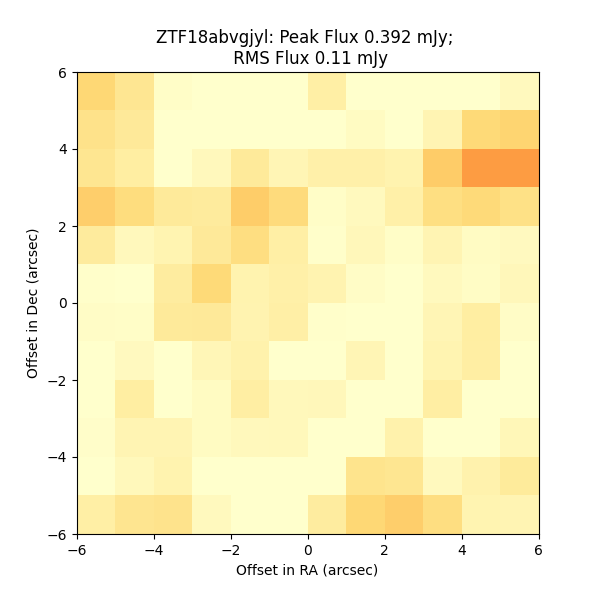 ZTF18abvgjyl: Peak Flux 0.392 mJy;
RMS Flux 0.11 mJy
6
4
2
0
−2
−4
−6
Offset in Dec (arcsec)
−6 −4 −2 0 2 4 6
Offset in RA (arcsec)